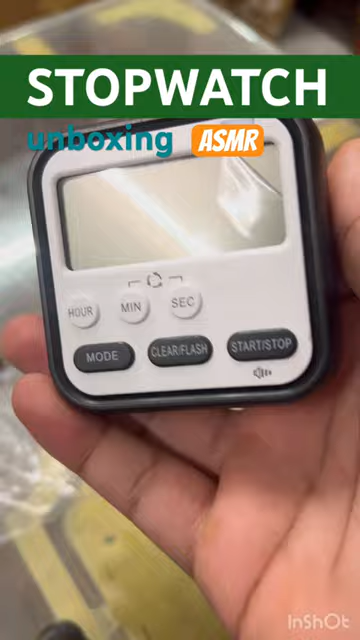 STOPWATCH
unboxing ASMR
HOUR MIN SEC
MODE CLEAR/FLASH START/STOP
InShOt